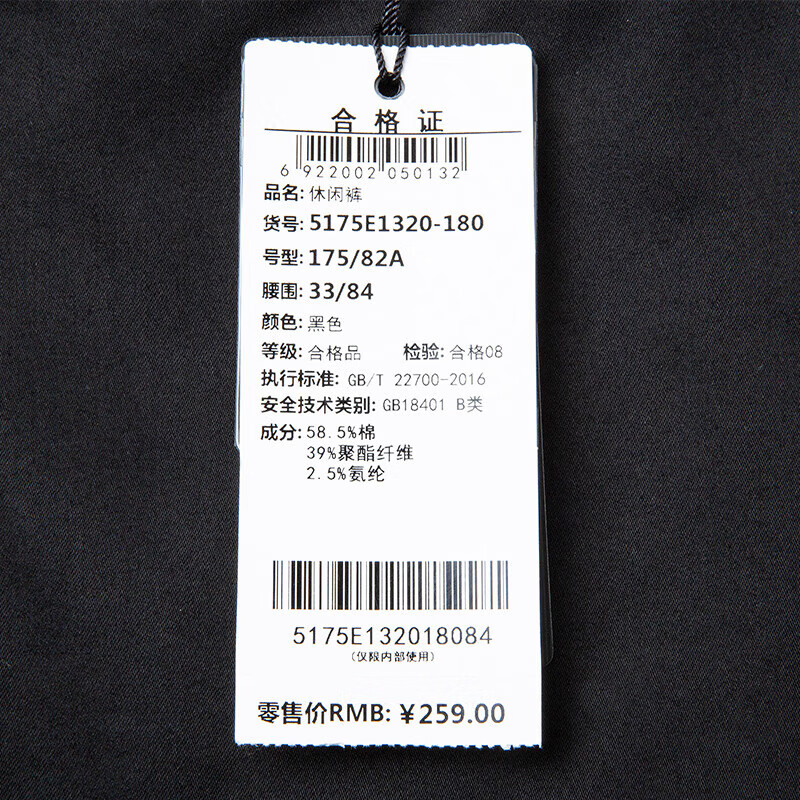 合格证
6 922002 050132
品名: 休闲裤
货号: 5175E1320-180
号型: 175/82A
腰围: 33/84
颜色: 黑色
等级: 合格品 检验: 合格08
执行标准: GB/T 22700-2016
安全技术类别: GB18401 B类
成分: 58.5%棉
39%聚酯纤维
2.5%氨纶
5175E132018084
(仅限内部使用)
零售价RMB: ¥259.00